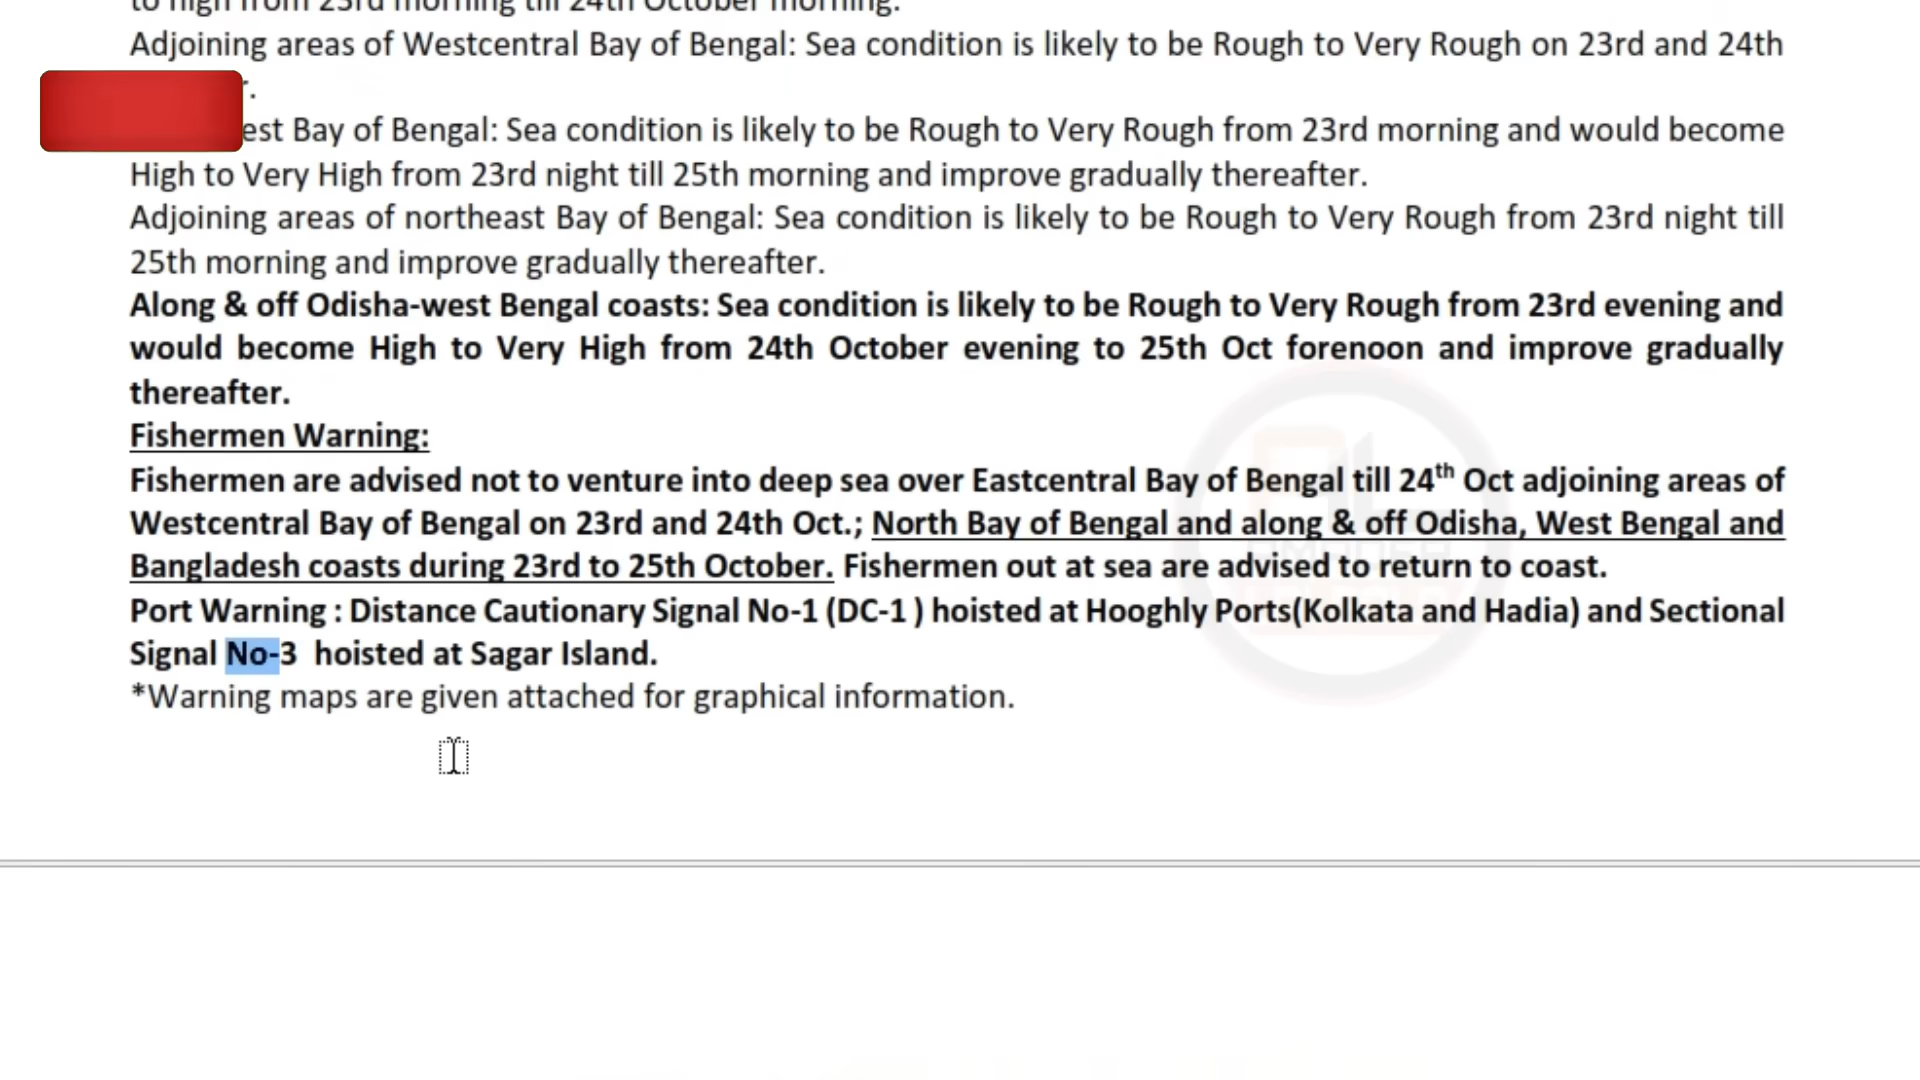 to high from 23rd morning till 24th October morning.
Adjoining areas of Westcentral Bay of Bengal: Sea condition is likely to be Rough to Very Rough on 23rd and 24th
est Bay of Bengal: Sea condition is likely to be Rough to Very Rough from 23rd morning and would become
High to Very High from 23rd night till 25th morning and improve gradually thereafter.
Adjoining areas of northeast Bay of Bengal: Sea condition is likely to be Rough to Very Rough from 23rd night till
25th morning and improve gradually thereafter.
Along & off Odisha-west Bengal coasts: Sea condition is likely to be Rough to Very Rough from 23rd evening and
would become High to Very High from 24th October evening to 25th Oct forenoon and improve gradually
thereafter.
Fishermen Warning:
Fishermen are advised not to venture into deep sea over Eastcentral Bay of Bengal till 24th Oct adjoining areas of
Westcentral Bay of Bengal on 23rd and 24th Oct.; North Bay of Bengal and along & off Odisha, West Bengal and
Bangladesh coasts during 23rd to 25th October. Fishermen out at sea are advised to return to coast.
Port Warning : Distance Cautionary Signal No-1 (DC-1 ) hoisted at Hooghly Ports(Kolkata and Hadia) and Sectional
Signal No-3 hoisted at Sagar Island.
*Warning maps are given attached for graphical information.